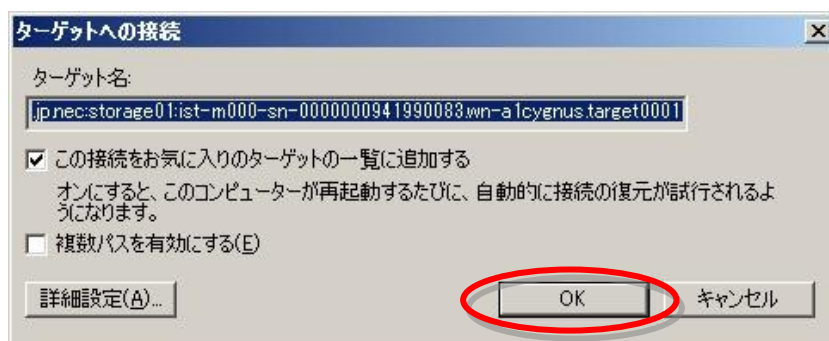 ターゲットへの接続
ターゲット名:
.jp.nec:storage01:ist-m000-sn-0000000941990083.wn-a1cygnus.target0001
この接続をお気に入りのターゲットの一覧に追加する
オンにすると、このコンピューターが再起動するたびに、自動的に接続の復元が試行されるよ
うになります。
複数パスを有効にする(E)
詳細設定(A)... OK キャンセル